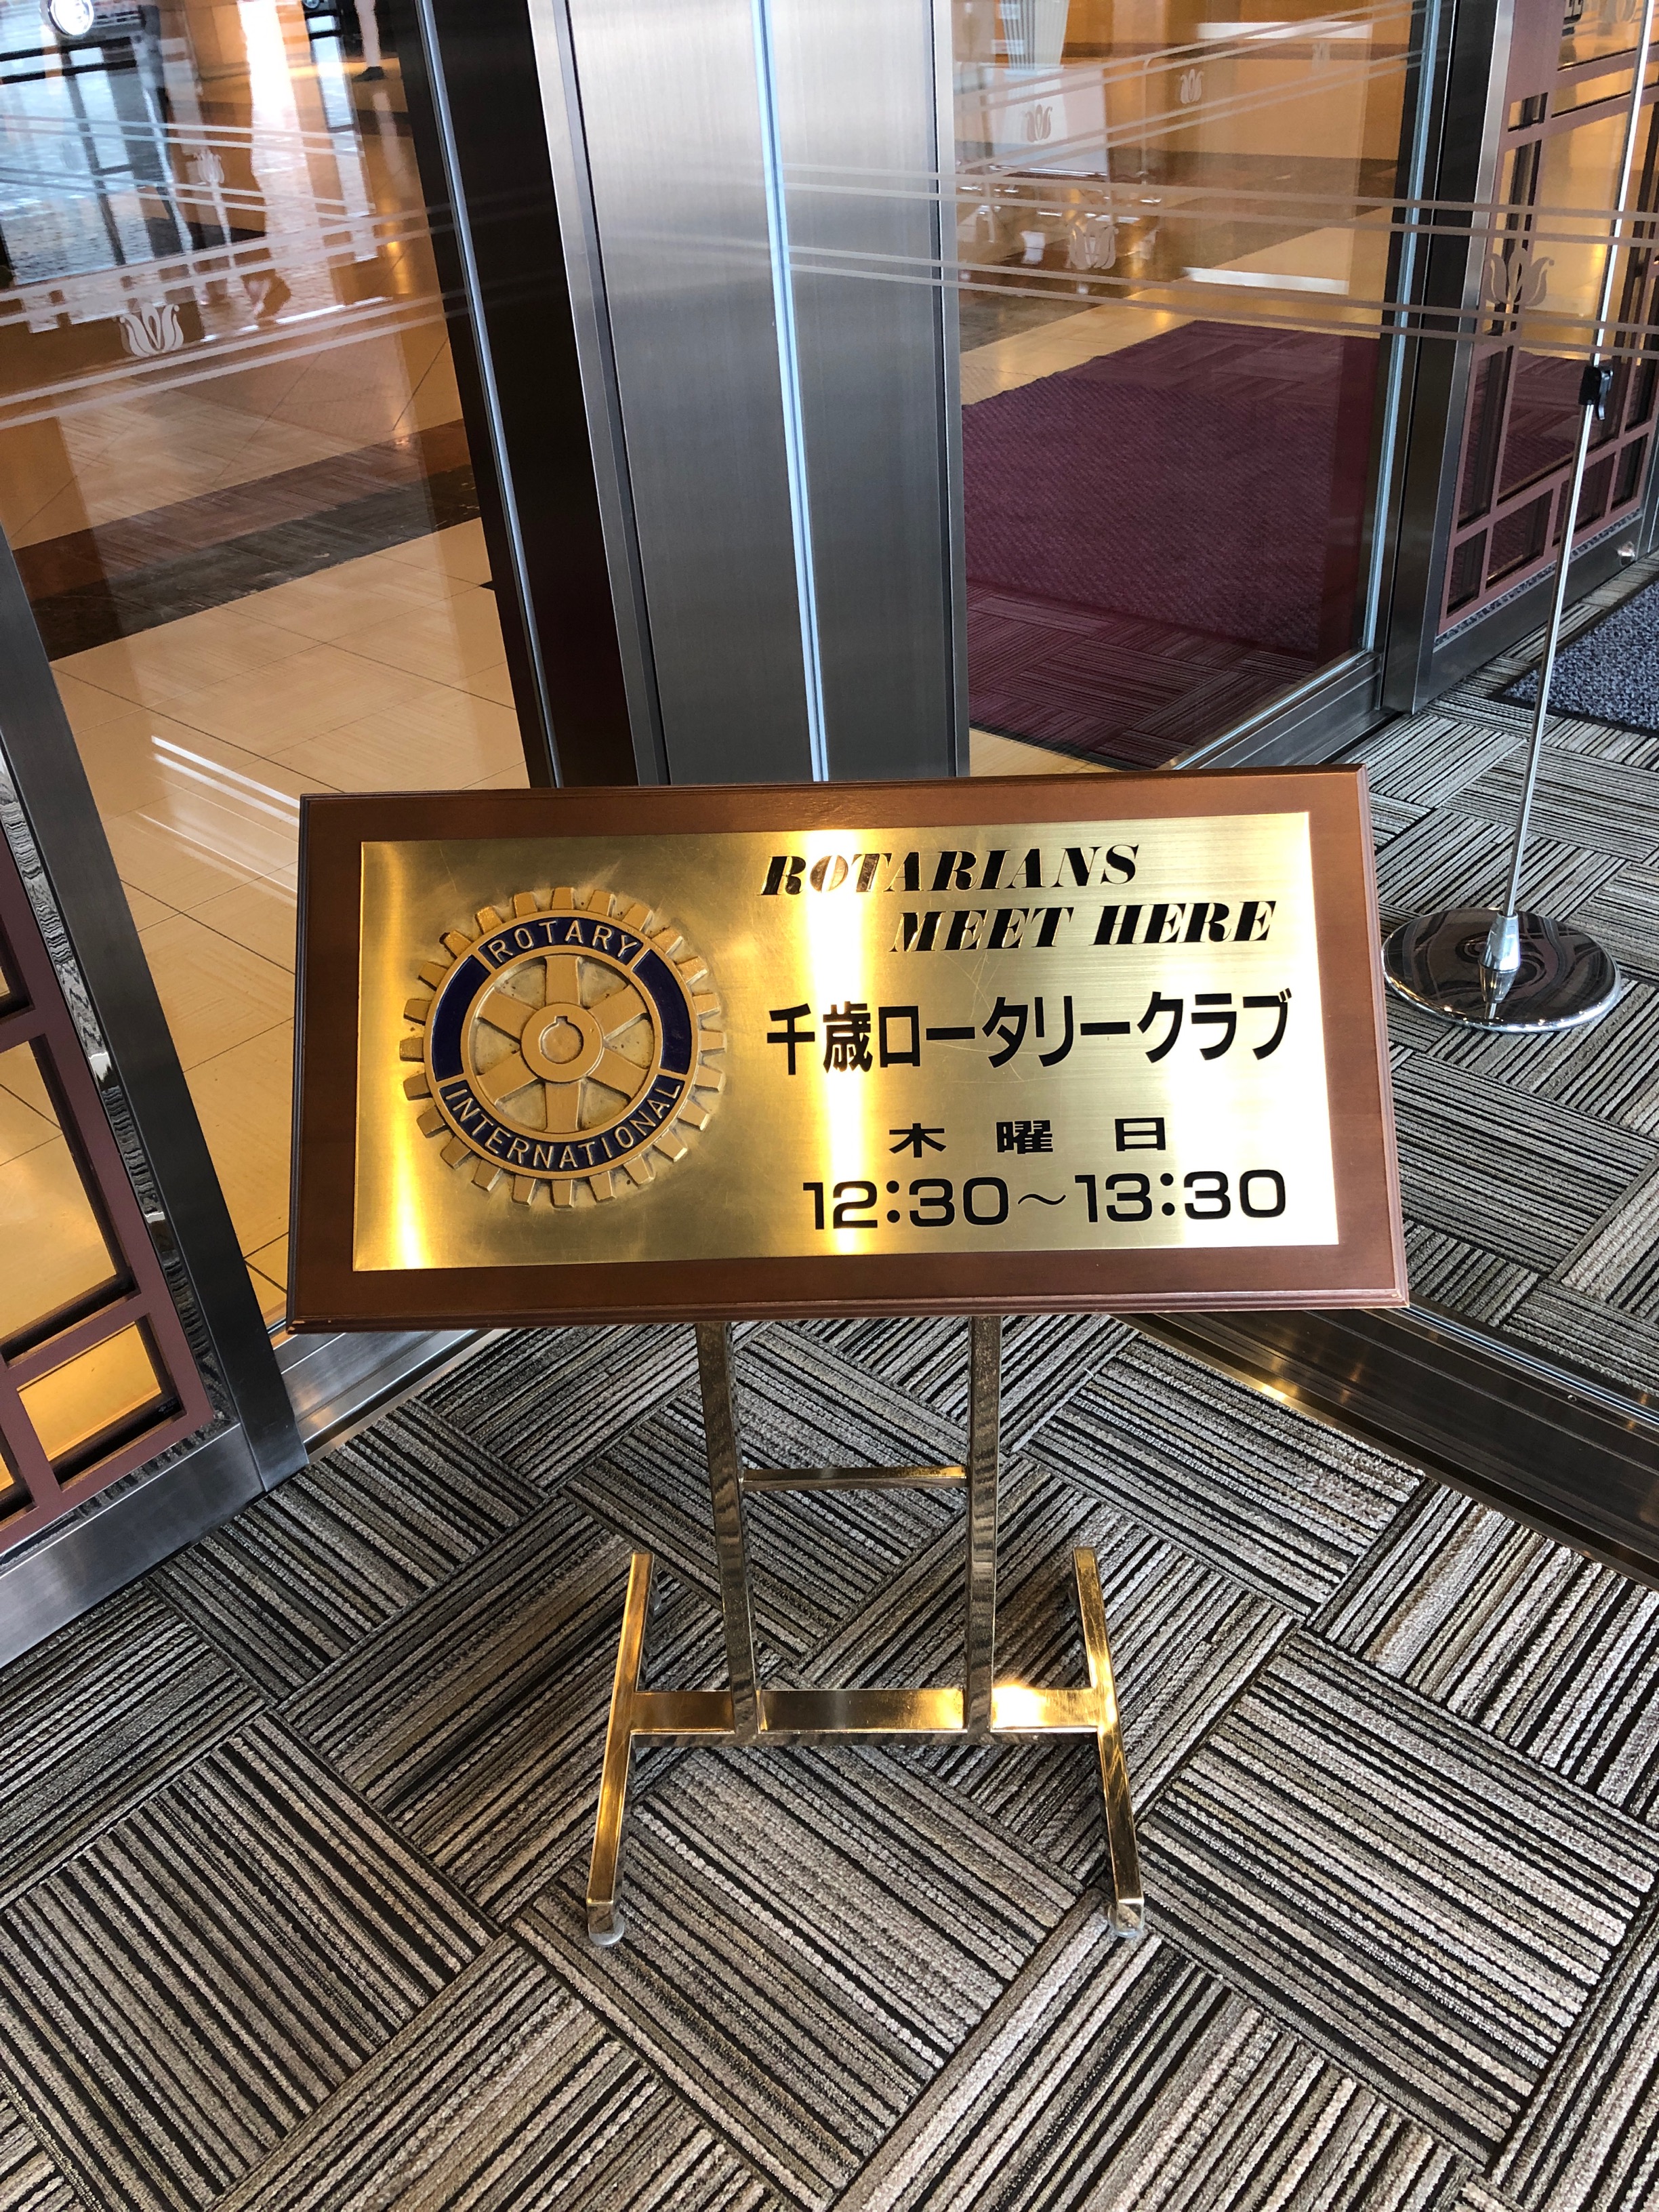 ROTARY
INTERNATIONAL
ROTARIANS
MEET HERE
千歳ロータリークラブ
木曜日
12:30〜13:30